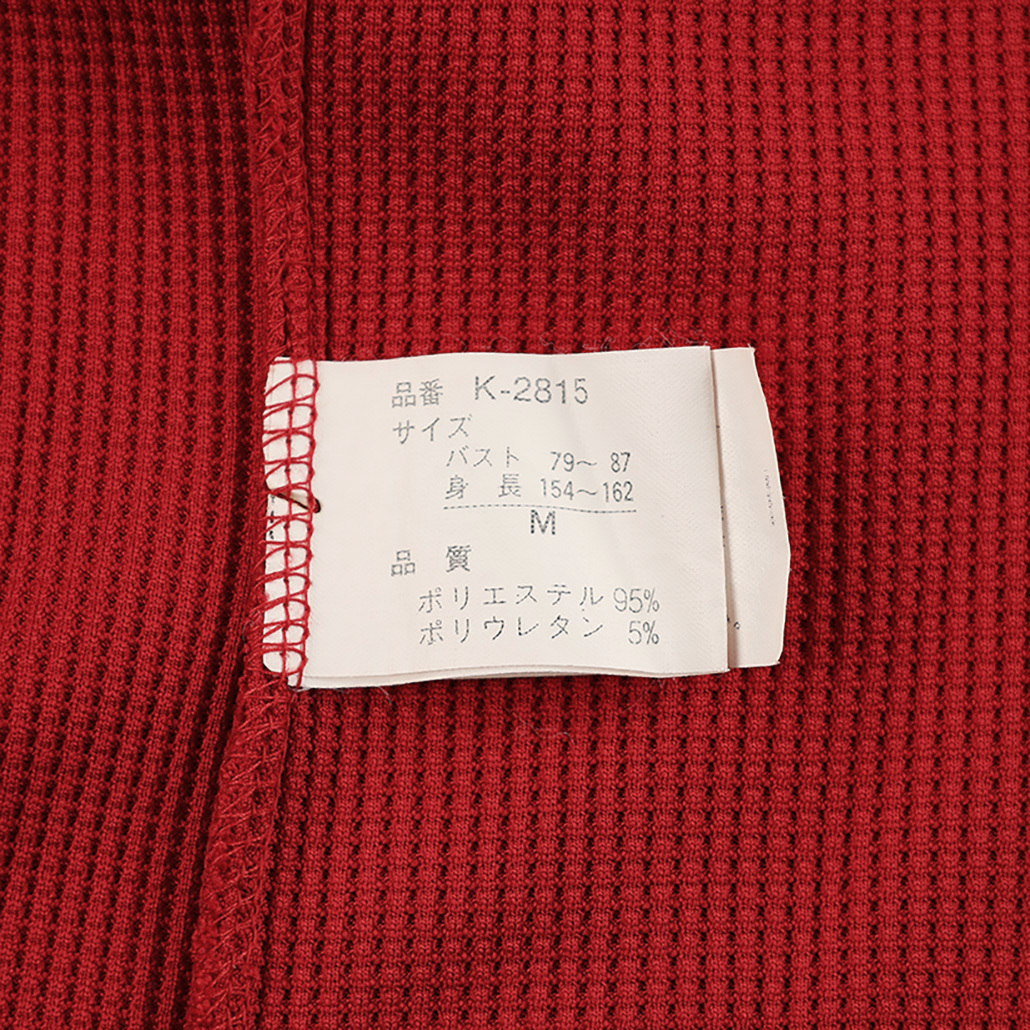 品番 K-2815
サイズ
バスト 79～ 87
身 長 154～162
M
品 質
ポリエステル 95%
ポリウレタン 5%